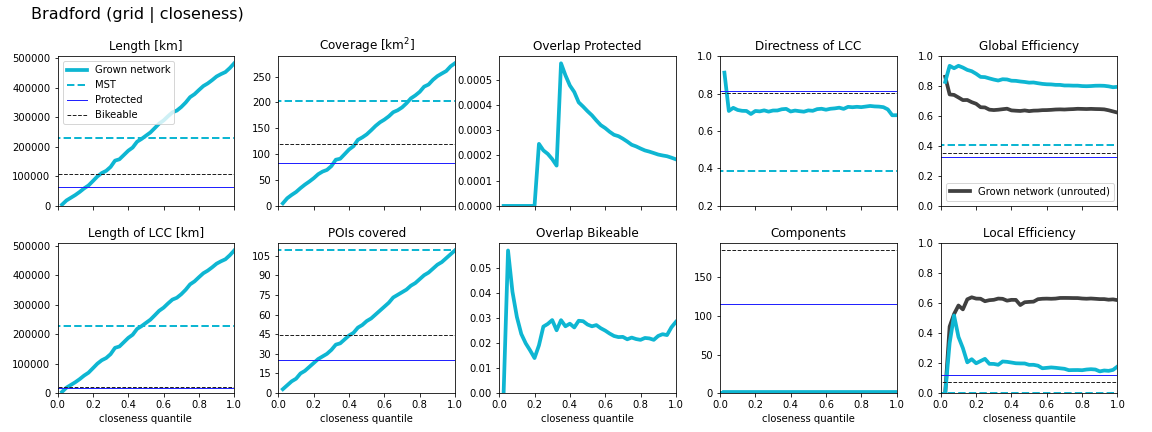 Bradford (grid | closeness)
Length [km]
Coverage [km²]
Overlap Protected
Directness of LCC
Global Efficiency
500000
400000
300000
200000
100000
0
Grown network
MST
Protected
Bikeable
250
200
150
100
50
0
0.0005
0.0004
0.0003
0.0002
0.0001
0.0000
1.0
0.8
0.6
0.4
0.2
1.0
0.8
0.6
0.4
0.2
0.0
Grown network (unrouted)
Length of LCC [km]
POIs covered
Overlap Bikeable
Components
Local Efficiency
500000
400000
300000
200000
100000
0
105
90
75
60
45
30
15
0
0.05
0.04
0.03
0.02
0.01
0.00
150
100
50
0
1.0
0.8
0.6
0.4
0.2
0.0
0.0 0.2 0.4 0.6 0.8 1.0
0.0 0.2 0.4 0.6 0.8 1.0
0.0 0.2 0.4 0.6 0.8 1.0
0.0 0.2 0.4 0.6 0.8 1.0
0.0 0.2 0.4 0.6 0.8 1.0
closeness quantile
closeness quantile
closeness quantile
closeness quantile
closeness quantile